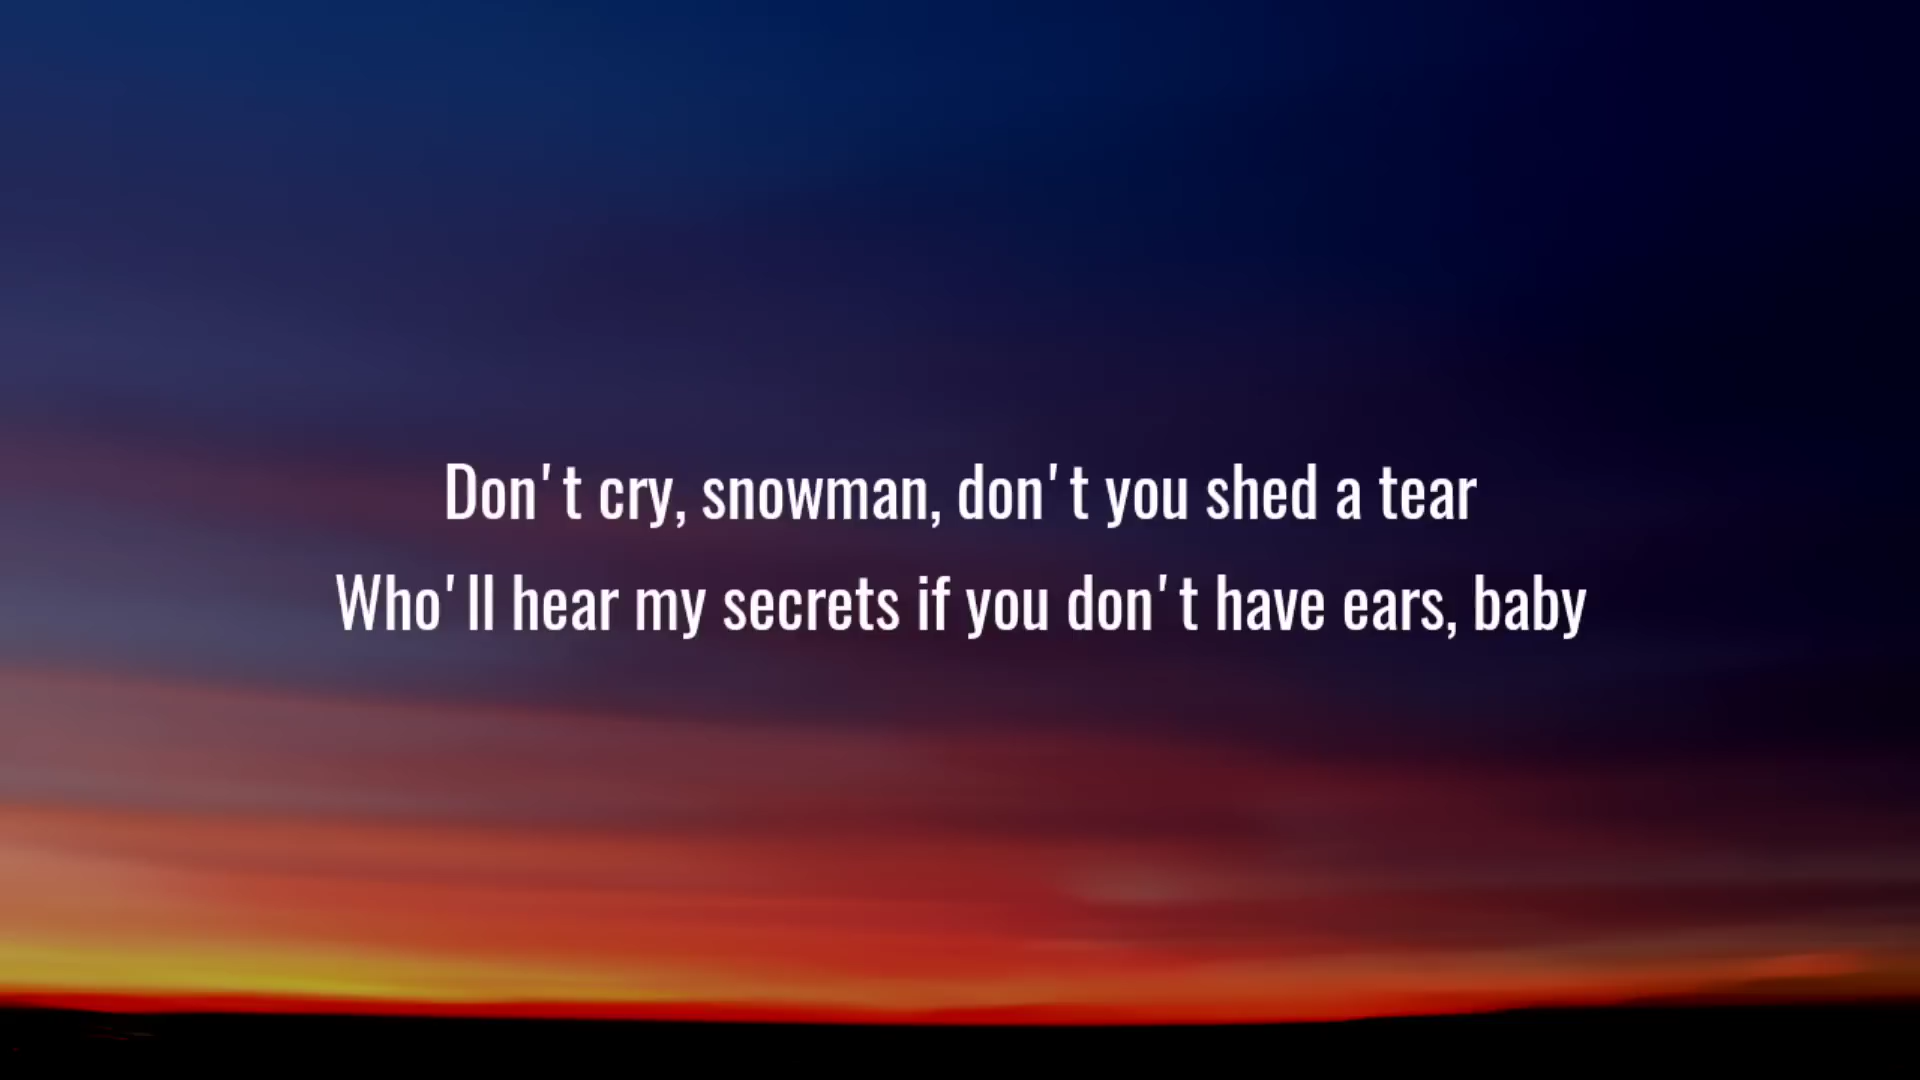 Don't cry, snowman, don't you shed a tear
Who'll hear my secrets if you don't have ears, baby